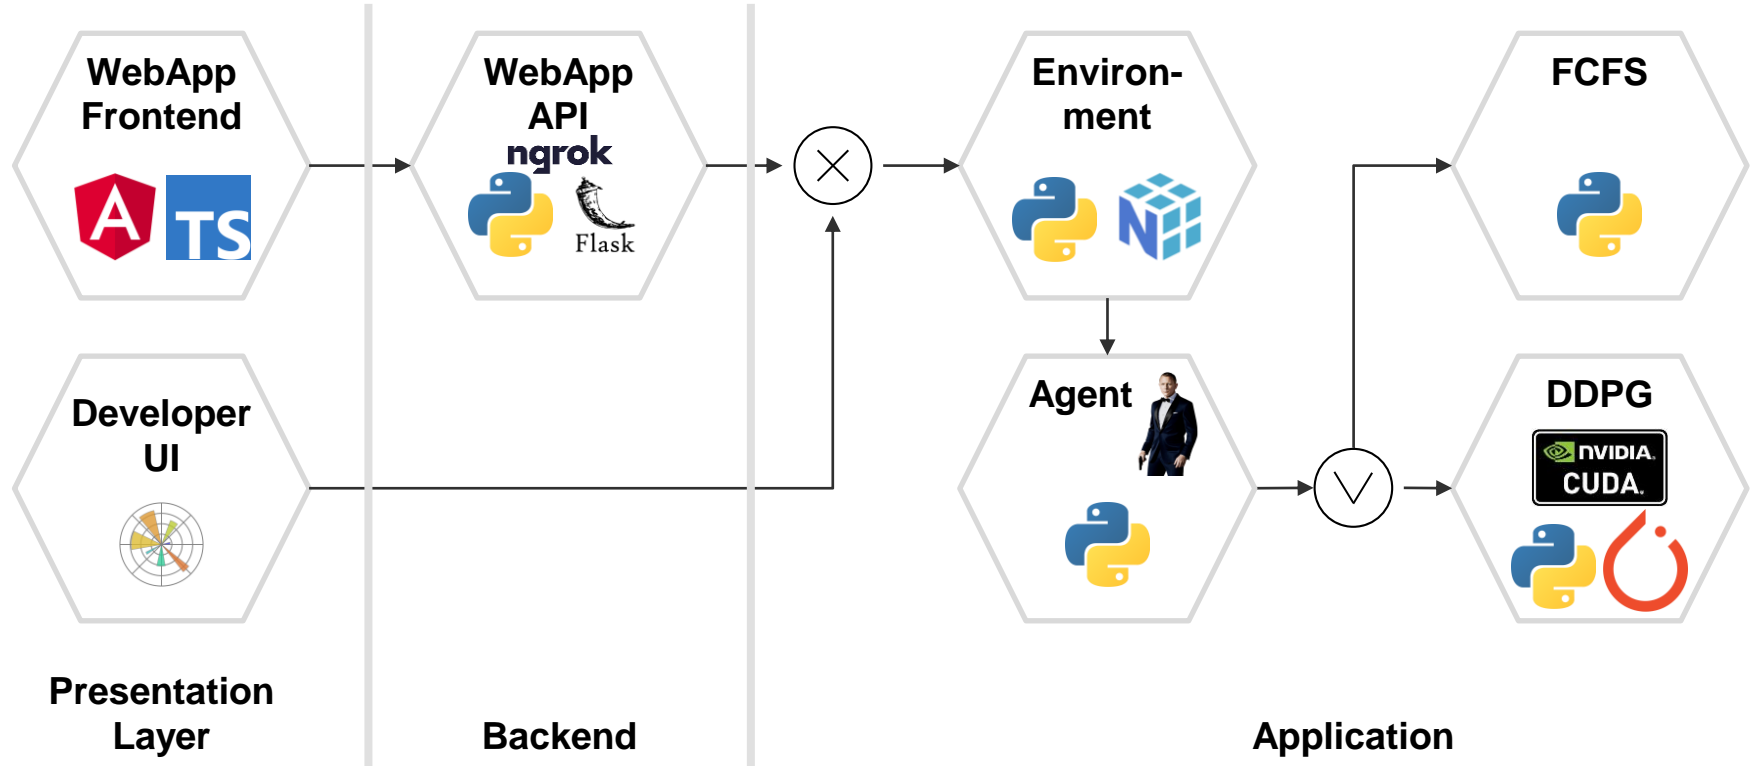 WebApp
Frontend
A
TS
WebApp
API
ngrok
Flask
Environ-
ment
N
FCFS
Developer
UI
Agent
DDPG
NVIDIA.
CUDA.
Presentation
Layer
Backend
Application